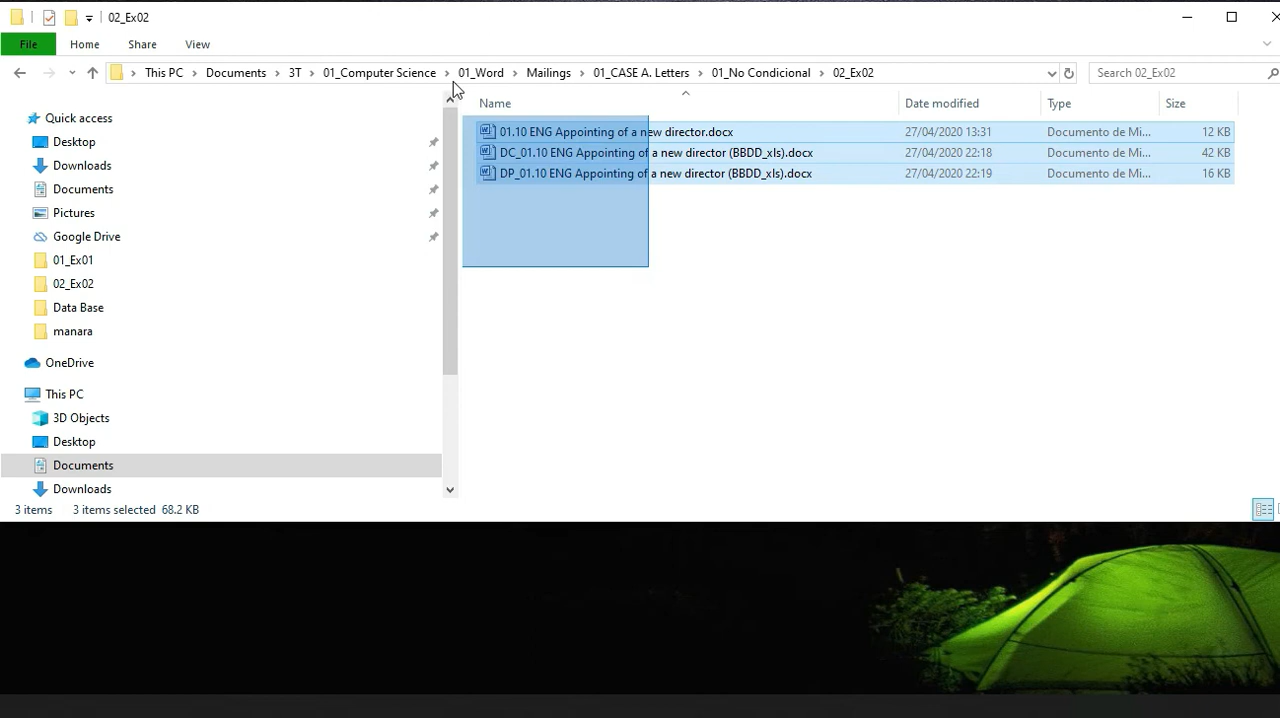 02_Ex02
File Home Share View
This PC Documents 3T 01_Computer Science 01_Word Mailings 01_CASE A. Letters 01_No Condicional 02_Ex02 Search 02_Ex02
Name Date modified Type Size
Quick access
Desktop
Downloads
Documents
Pictures
Google Drive
01_Ex01
02_Ex02
Data Base
manara
OneDrive
This PC
3D Objects
Desktop
Documents
Downloads
01.10 ENG Appointing of a new director.docx 27/04/2020 13:31 Documento de Mi... 12 KB
DC_01.10 ENG Appointing of a new director (BBDD_xls).docx 27/04/2020 22:18 Documento de Mi... 42 KB
DP_01.10 ENG Appointing of a new director (BBDD_xls).docx 27/04/2020 22:19 Documento de Mi... 16 KB
3 items 3 items selected 68.2 KB